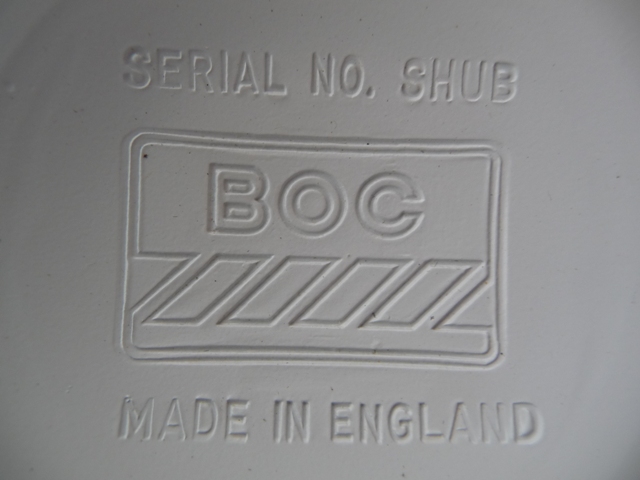 SERIAL NO. SHUB
BOC
MADE IN ENGLAND